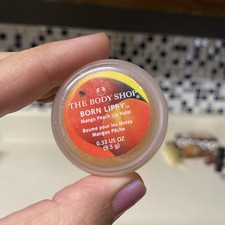 THE BODY SHOP
BORN LIPPY™
Mango Peach Lip Balm
Baume pour les lèvres
Mangue Pêche
0.33 US OZ
(9.5 g)